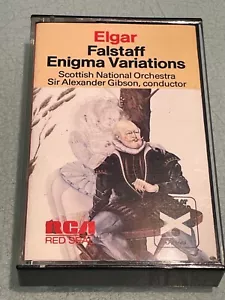 Elgar
Falstaff
Enigma Variations
Scottish National Orchestra
Sir Alexander Gibson, conductor
RCA
RED SEAL